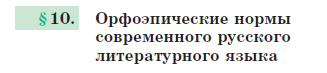 § 10. Орфоэпические нормы
современного русского
литературного языка